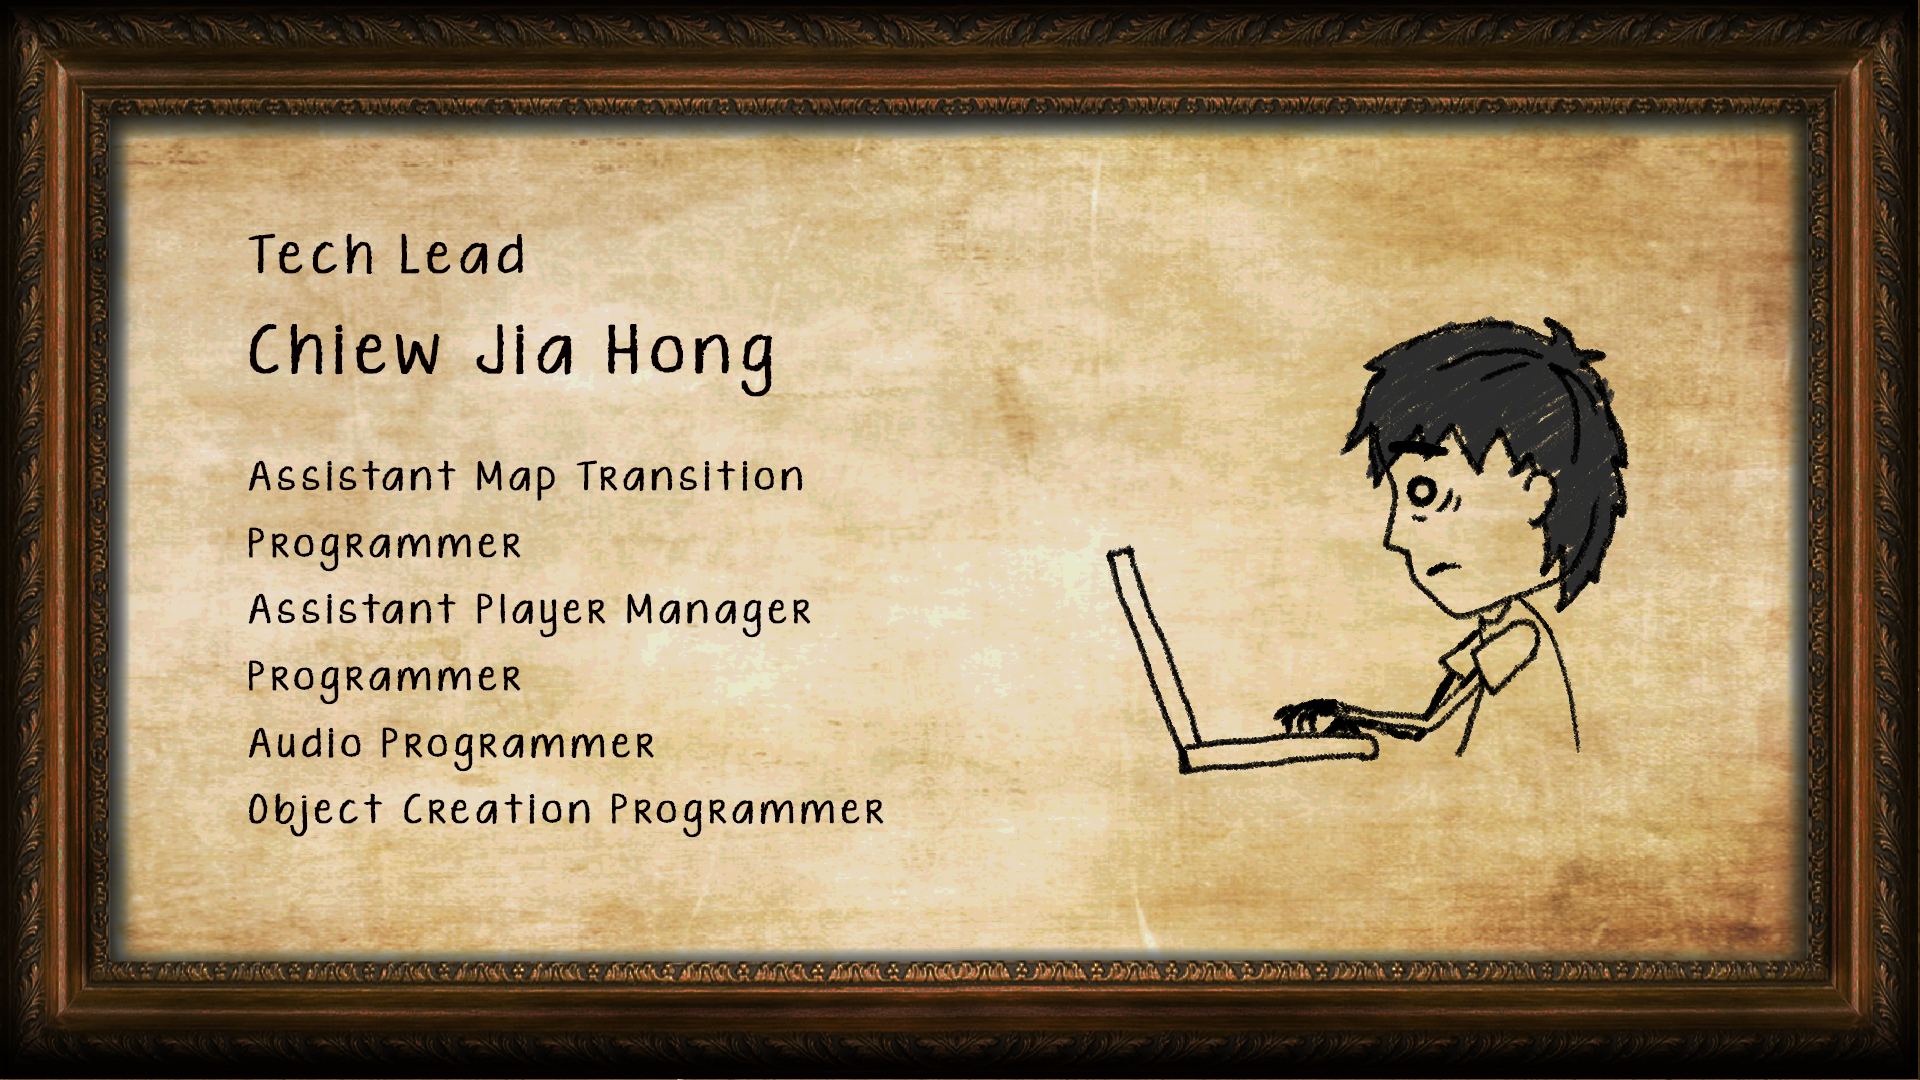 Tech Lead
Chiew Jia Hong
Assistant Map Transition
Programmer
Assistant Player Manager
Programmer
Audio Programmer
Object Creation Programmer